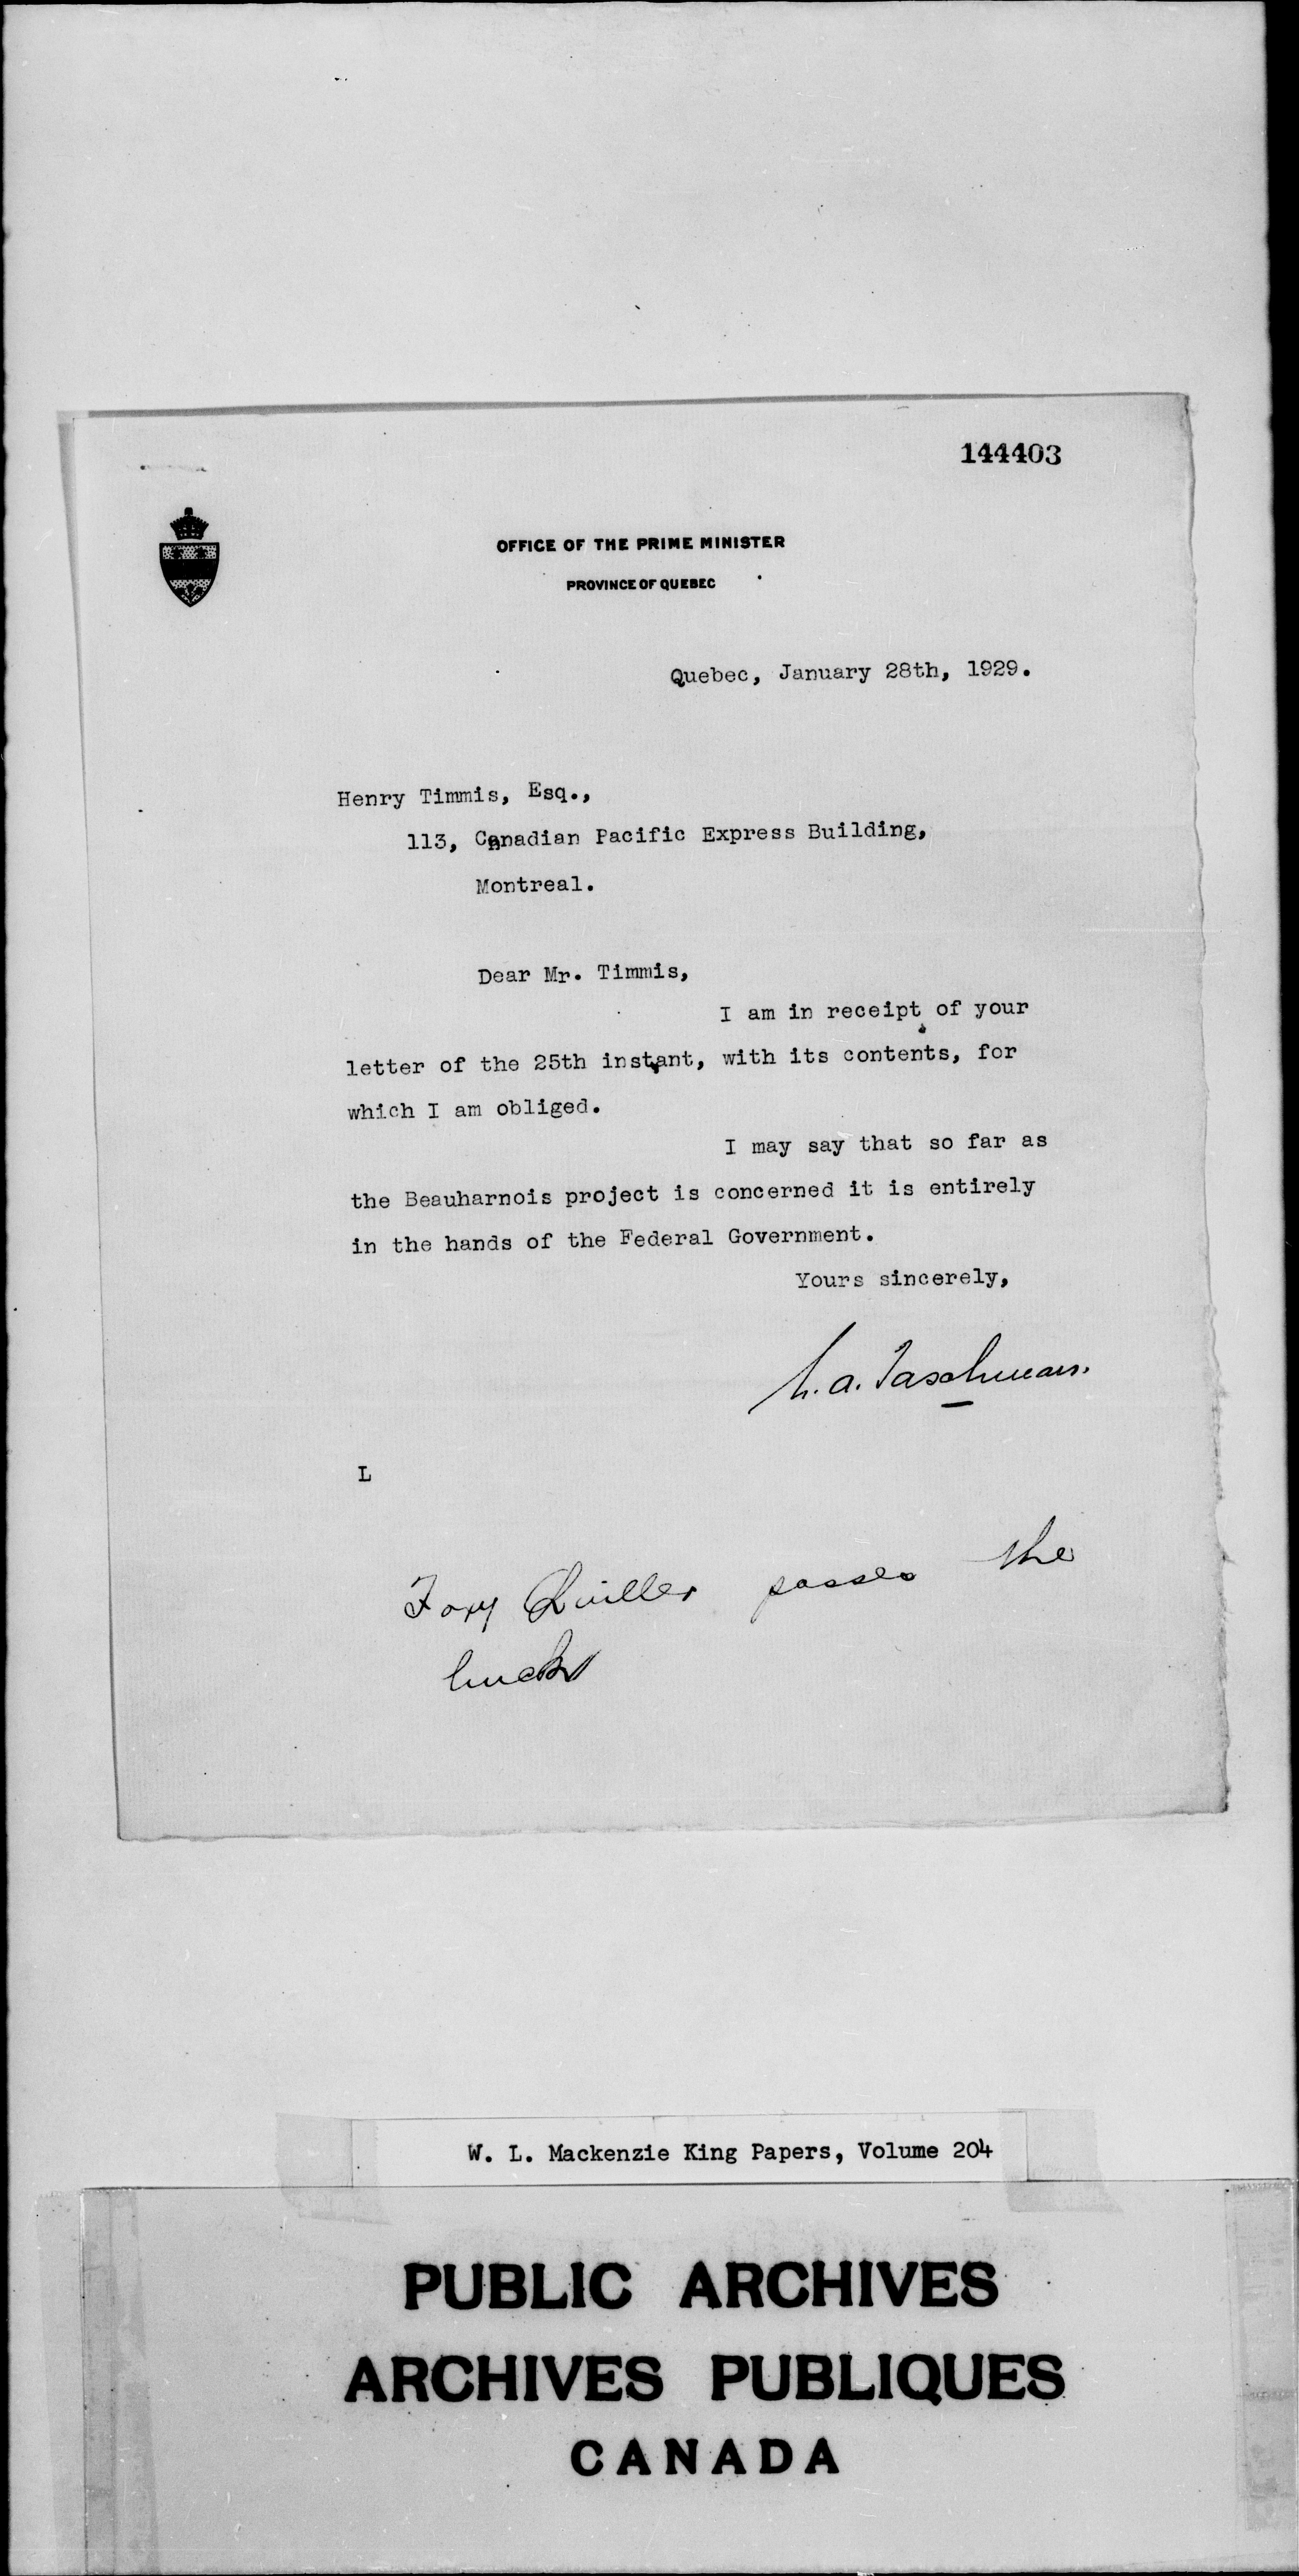 144403
OFFICE OF THE PRIME MINISTER
PROVINCE OF QUEBEC
Quebec, January 28th, 1929.
Henry Timmis, Esq.,
113, Canadian Pacific Express Building,
Montreal.
Dear Mr. Timmis,
I am in receipt of your
letter of the 25th instant, with its contents, for
which I am obliged.
I may say that so far as
the Beauharnois project is concerned it is entirely
in the hands of the Federal Government.
Yours sincerely,
L.A. Taschereau.
L
Foxy Quiller passes the
buck
W. L. Mackenzie King Papers, Volume 204
PUBLIC ARCHIVES
ARCHIVES PUBLIQUES
CANADA